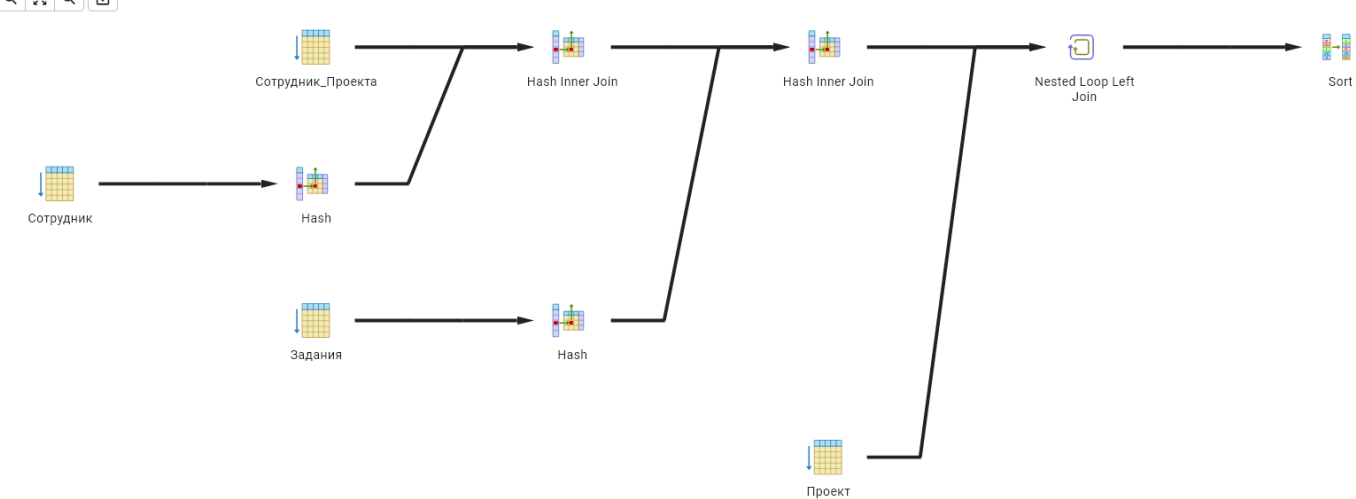 Сотрудник_Проекта
Hash Inner Join
Hash Inner Join
Nested Loop Left
Join
Sort
Сотрудник
Hash
Задания
Hash
Проект